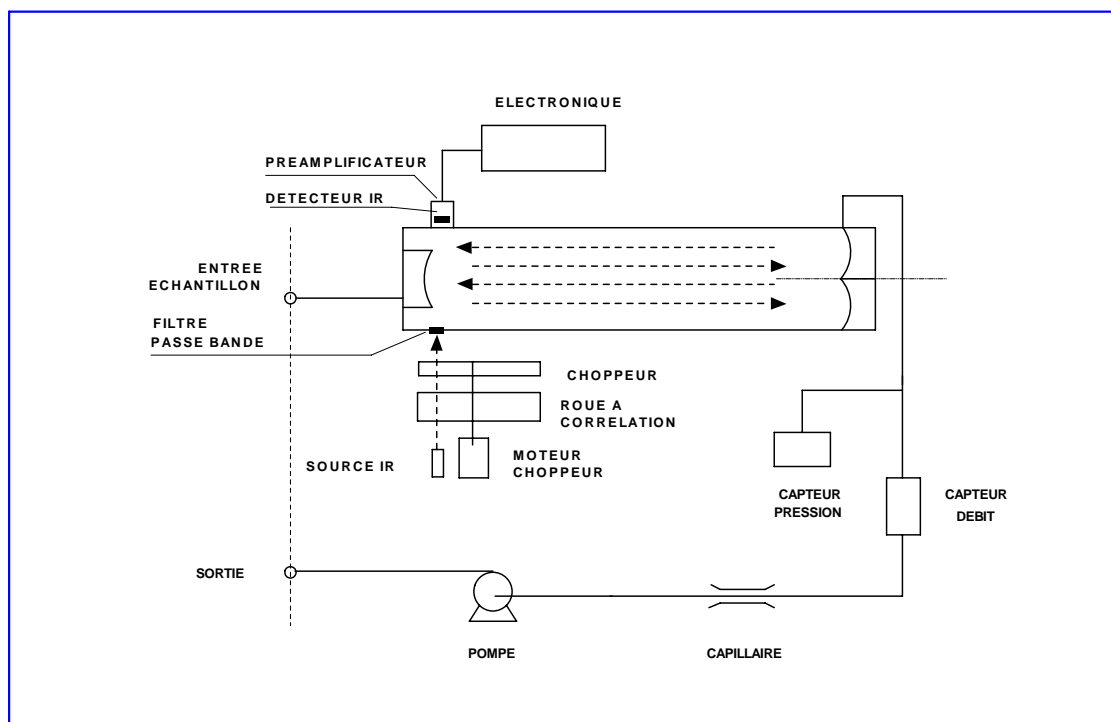 ELECTRONIQUE
PREAMPLIFICATEUR
DETECTEUR IR
ENTREE
ECHANTILLON
FILTRE
PASSE BANDE
CHOPPEUR
ROUE A
CORRELATION
SOURCE IR
MOTEUR
CHOPPEUR
CAPTEUR
PRESSION
CAPTEUR
DEBIT
SORTIE
POMPE
CAPILLAIRE